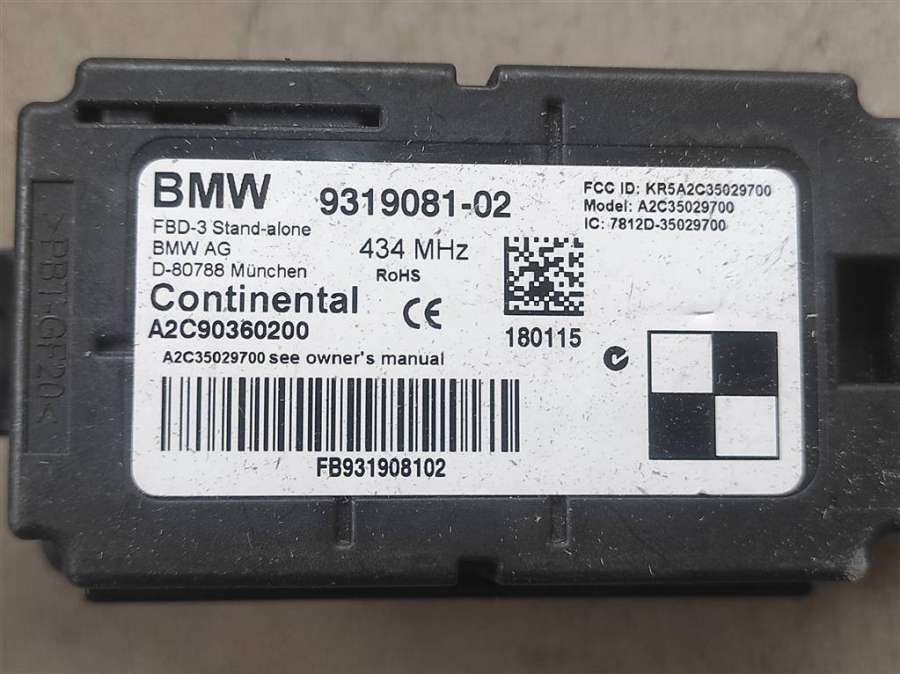 BMW 9319081-02
FCC ID: KR5A2C35029700
Model: A2C35029700
IC: 7812D-35029700
FBD-3 Stand-alone
BMW AG
D-80788 München
434 MHz
RoHS
Continental
CE
A2C90360200
180115
A2C35029700 see owner's manual
FB931908102
>PBT-GF20<